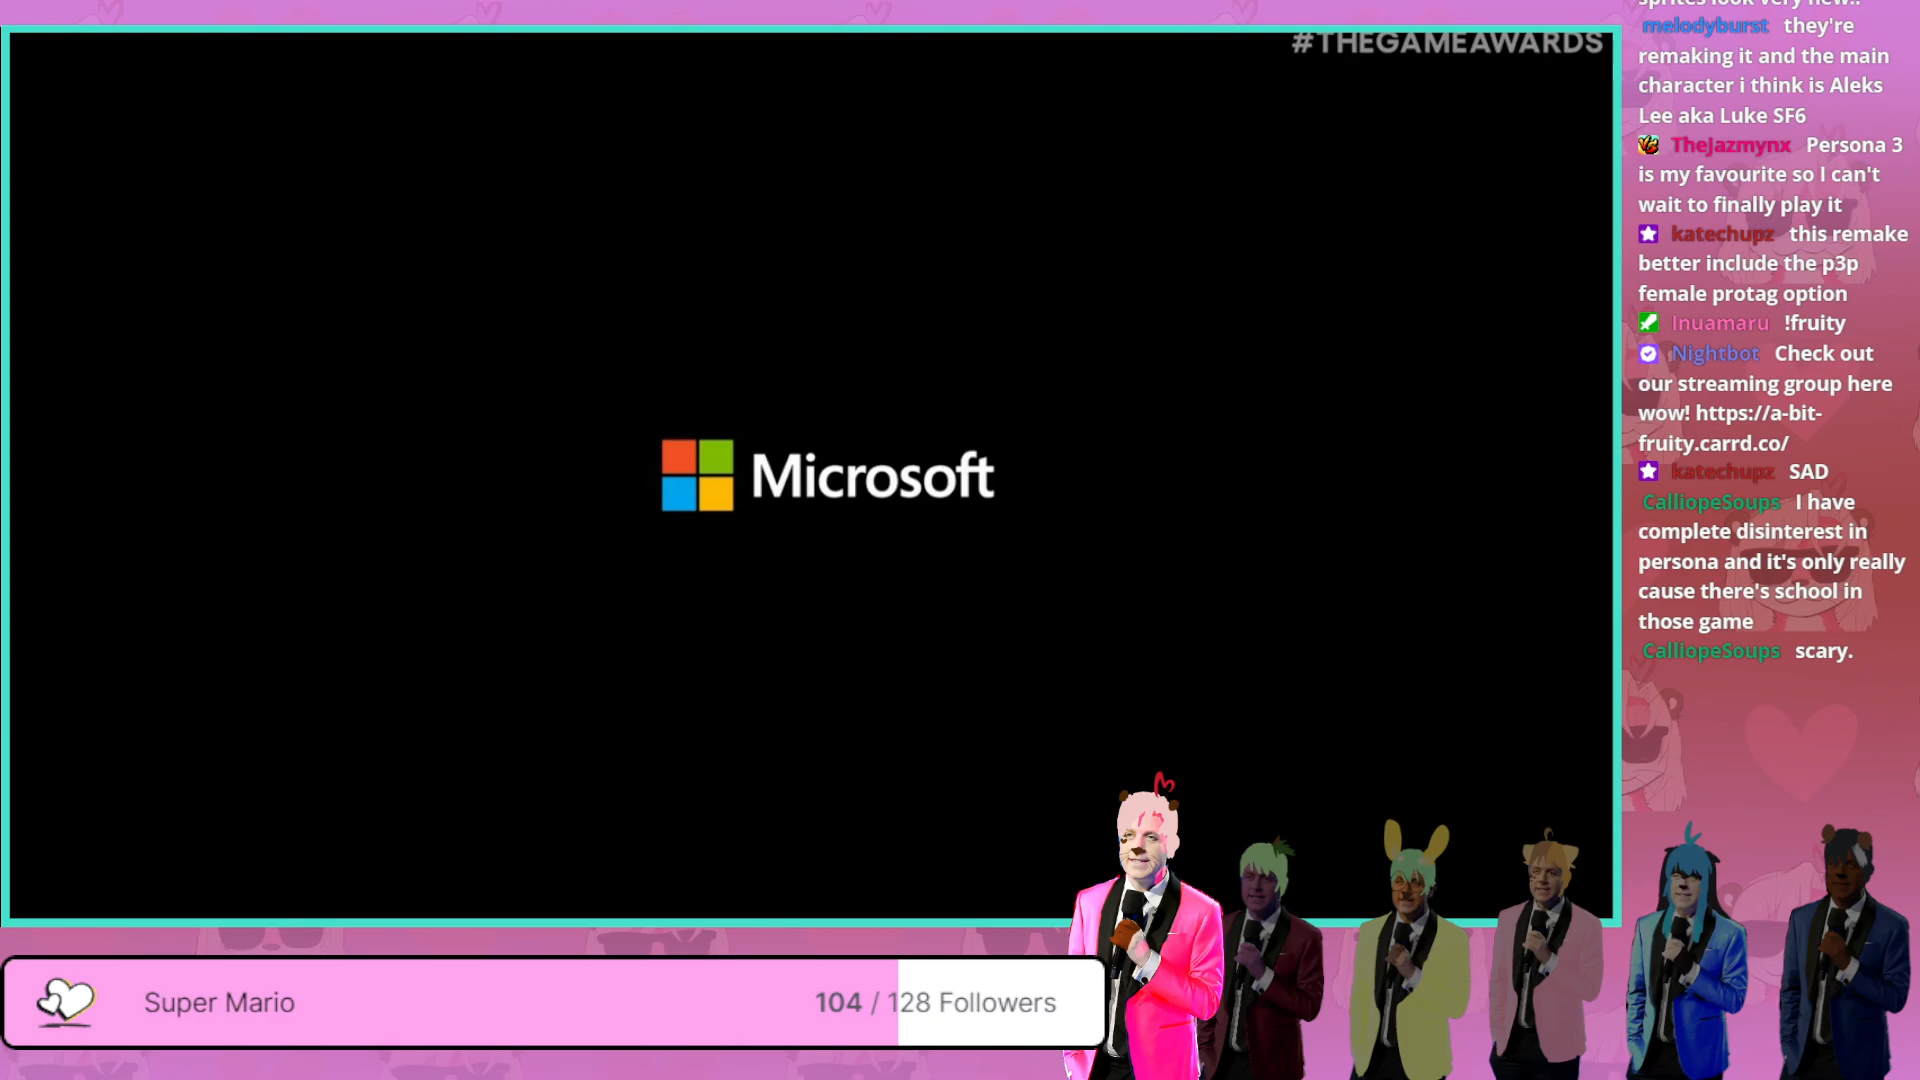 #THEGAMEAWARDS
Microsoft
sprites look very new..
melodyburst they're
remaking it and the main
character i think is Aleks
Lee aka Luke SF6
TheJazmynx Persona 3
is my favourite so I can't
wait to finally play it
katechupz this remake
better include the p3p
female protag option
Inuamaru !fruity
Nightbot Check out
our streaming group here
wow! https://a-bit-
fruity.carrd.co/
katechupz SAD
CalliopeSoups I have
complete disinterest in
persona and it's only really
cause there's school in
those game
CalliopeSoups scary.
Super Mario
104 / 128 Followers